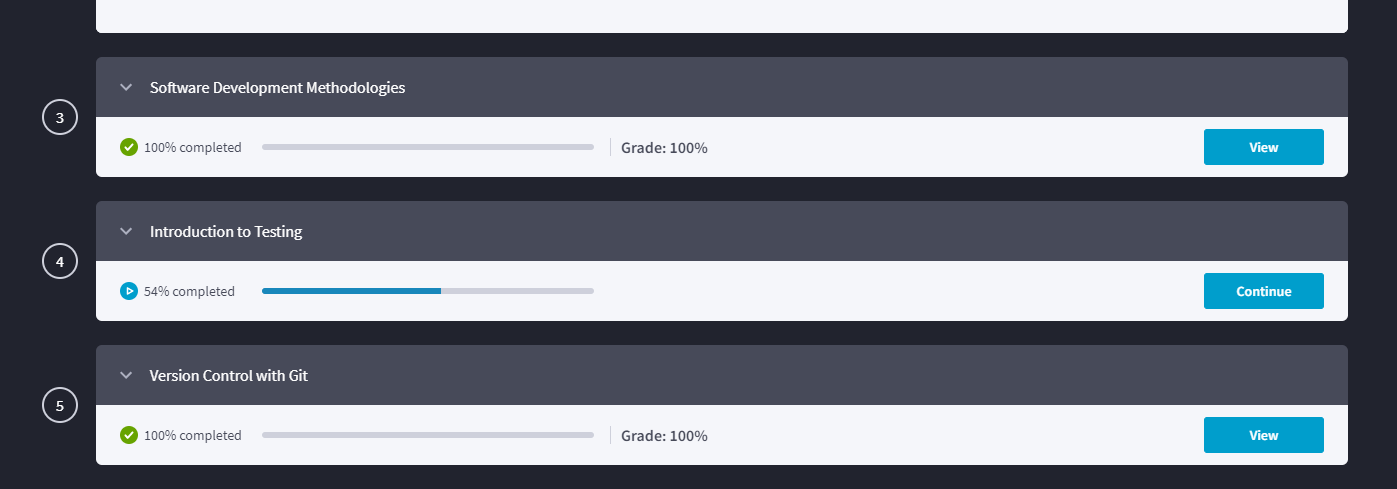 Software Development Methodologies
3
100% completed
Grade: 100%
View
Introduction to Testing
4
54% completed
Continue
Version Control with Git
5
100% completed
Grade: 100%
View